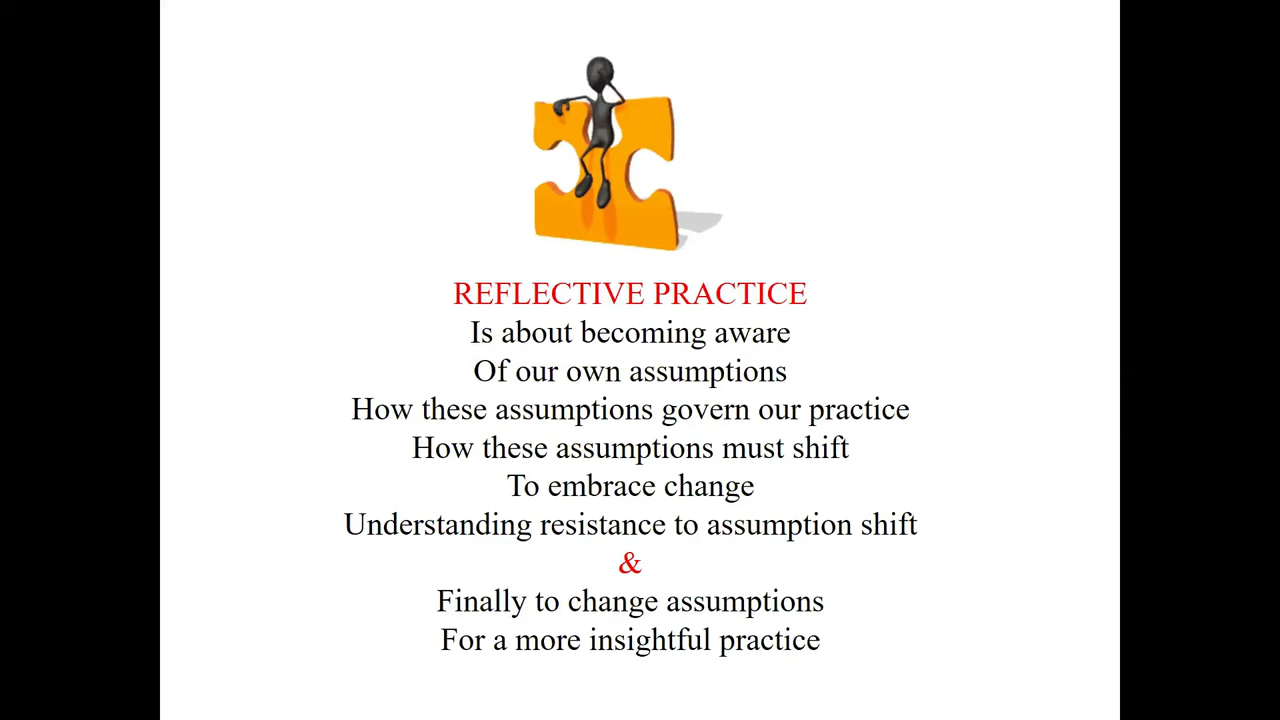 REFLECTIVE PRACTICE
Is about becoming aware
Of our own assumptions
How these assumptions govern our practice
How these assumptions must shift
To embrace change
Understanding resistance to assumption shift
&
Finally to change assumptions
For a more insightful practice